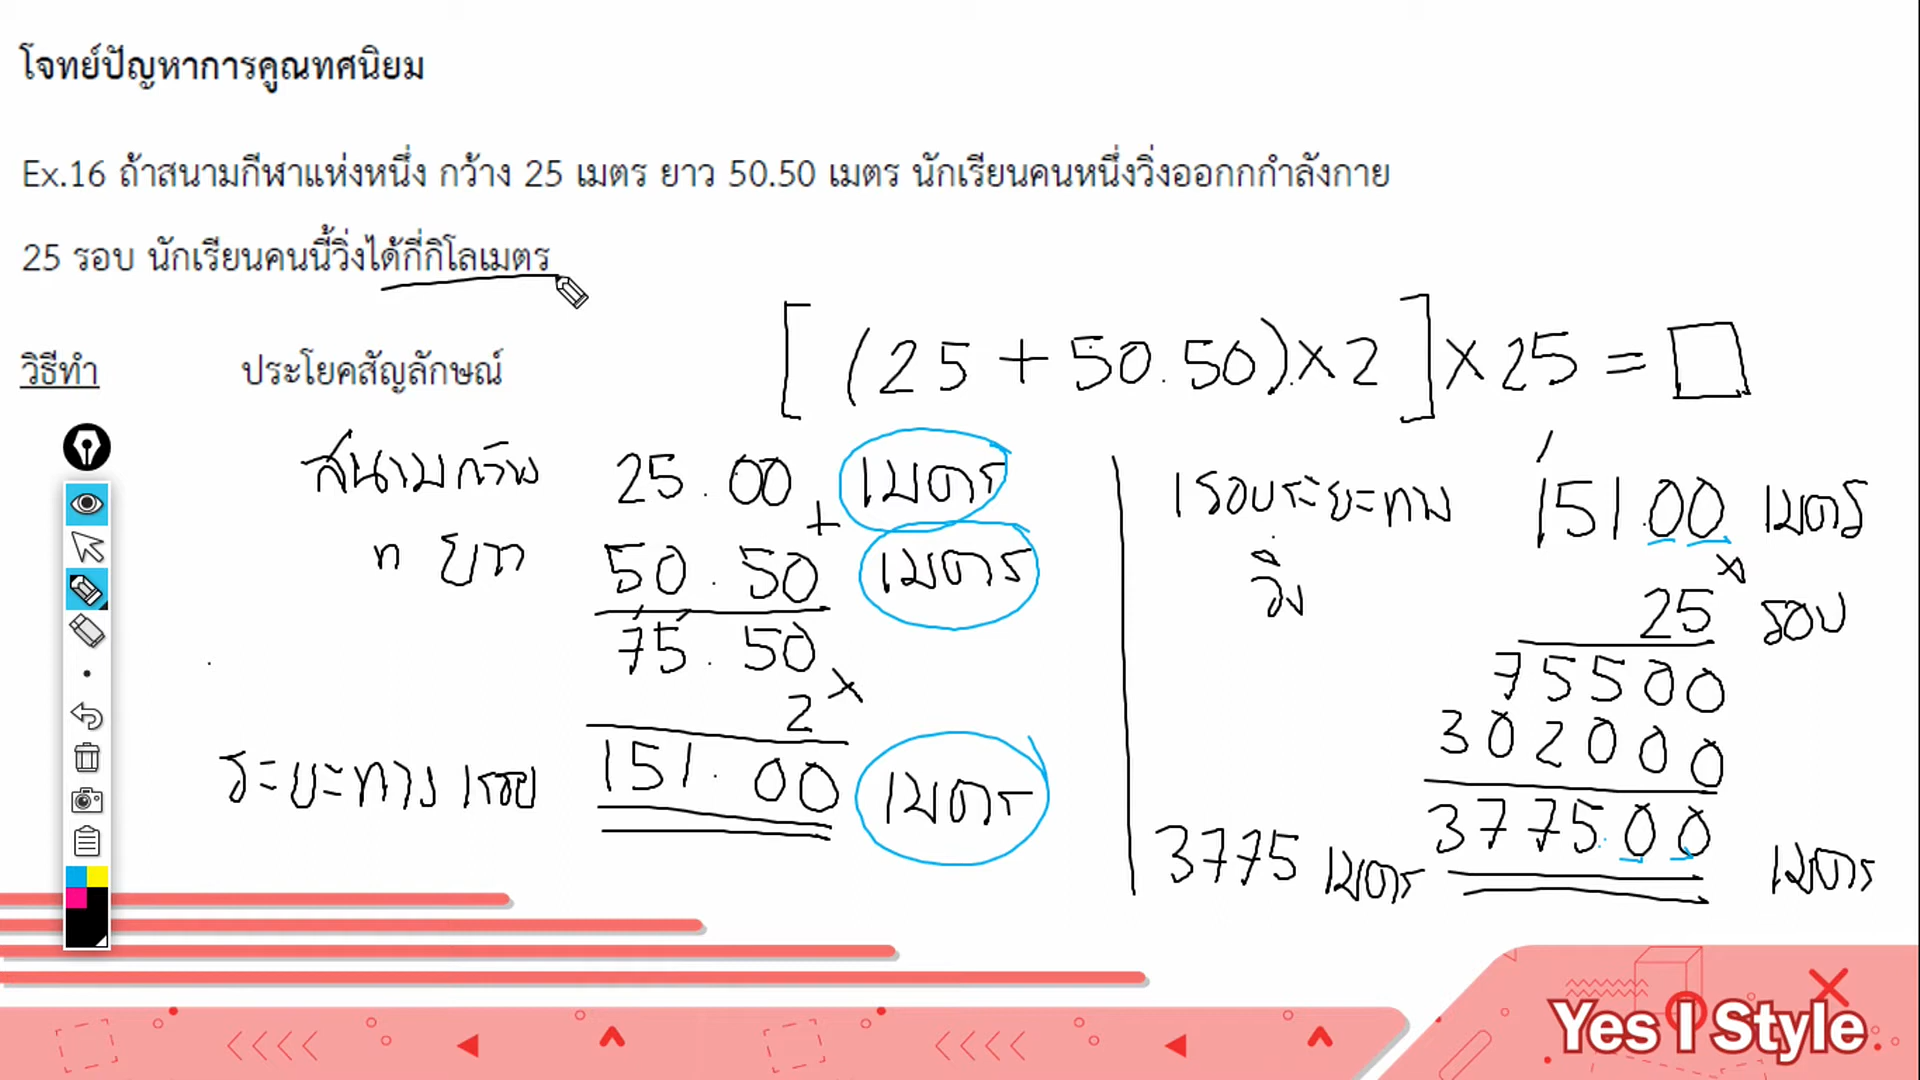 โจทย์ปัญหาการคูณทศนิยม
Ex.16 ถ้าสนามกีฬาแห่งหนึ่ง กว้าง 25 เมตร ยาว 50.50 เมตร นักเรียนคนหนึ่งวิ่งออกกกำลังกาย
25 รอบ นักเรียนคนนี้วิ่งได้กี่กิโลเมตร
วิธีทำ ประโยคสัญลักษณ์ [(25 + 50.50) × 2] × 25 = □
สนามกว้าง 25.00 เมตร
+
" ยาว 50.50 เมตร
75.50
×
2
ระยะทาง 1 รอบ 151.00 เมตร
1 รอบระยะทาง 151.00 เมตร
×
วิ่ง 25 รอบ
75500
302000
3775.00 เมตร
3775 เมตร
Yes I Style